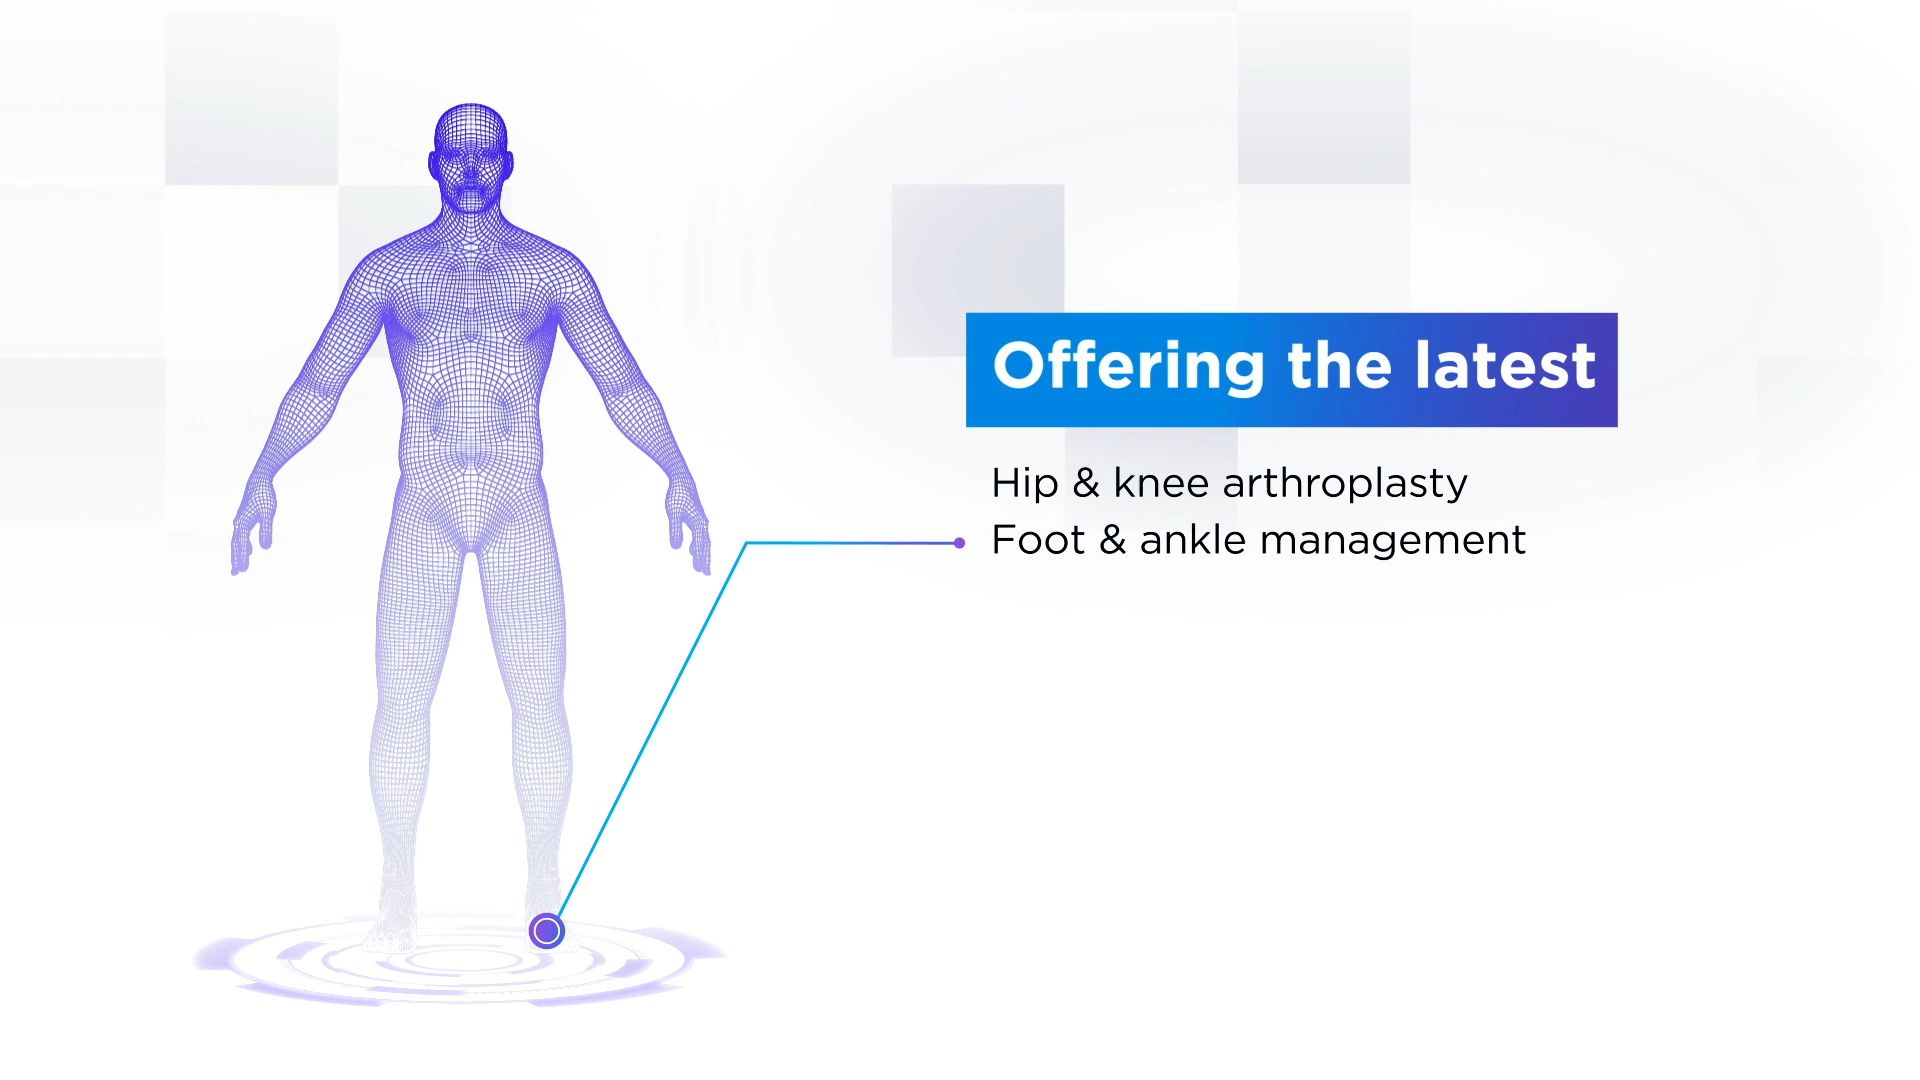 Offering the latest
Hip & knee arthroplasty
Foot & ankle management